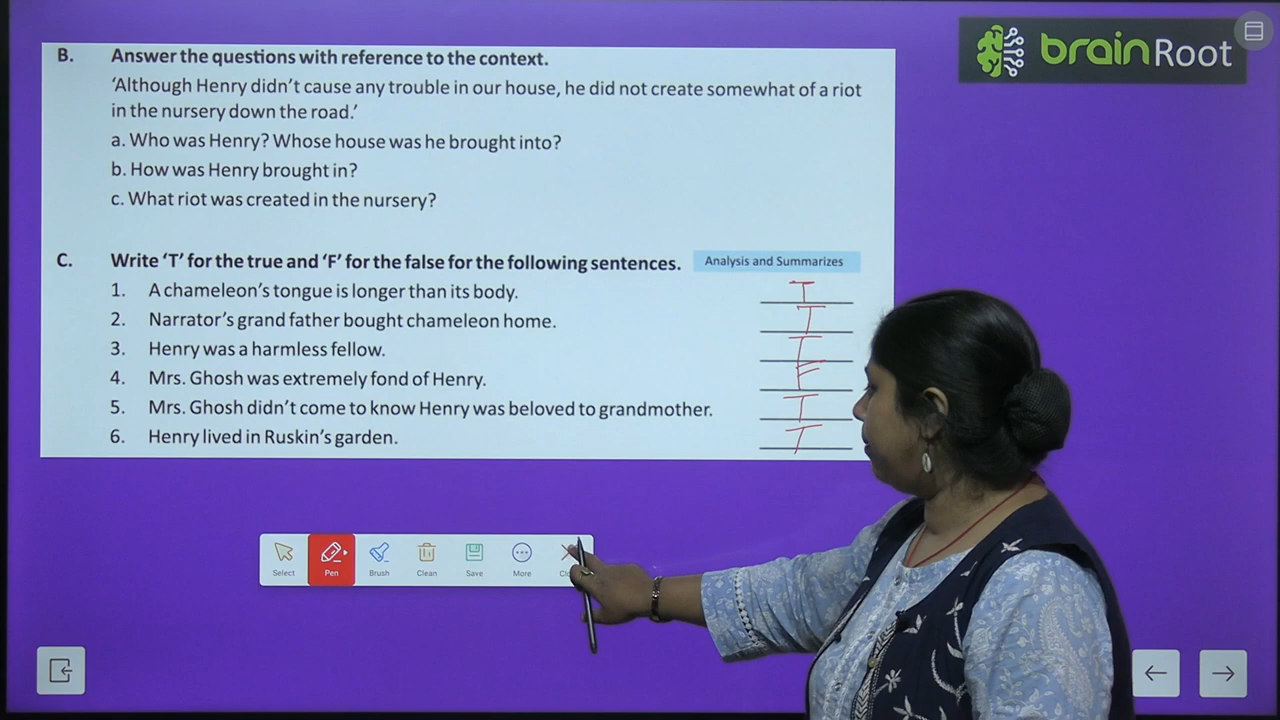 brainRoot
B. Answer the questions with reference to the context.
‘Although Henry didn’t cause any trouble in our house, he did not create somewhat of a riot
in the nursery down the road.’
a. Who was Henry? Whose house was he brought into?
b. How was Henry brought in?
c. What riot was created in the nursery?
C. Write ‘T’ for the true and ‘F’ for the false for the following sentences. Analysis and Summarizes
1. A chameleon’s tongue is longer than its body. T
2. Narrator’s grand father bought chameleon home. T
3. Henry was a harmless fellow. T
4. Mrs. Ghosh was extremely fond of Henry. F
5. Mrs. Ghosh didn’t come to know Henry was beloved to grandmother. T
6. Henry lived in Ruskin’s garden. T
Select Pen Brush Clean Save More